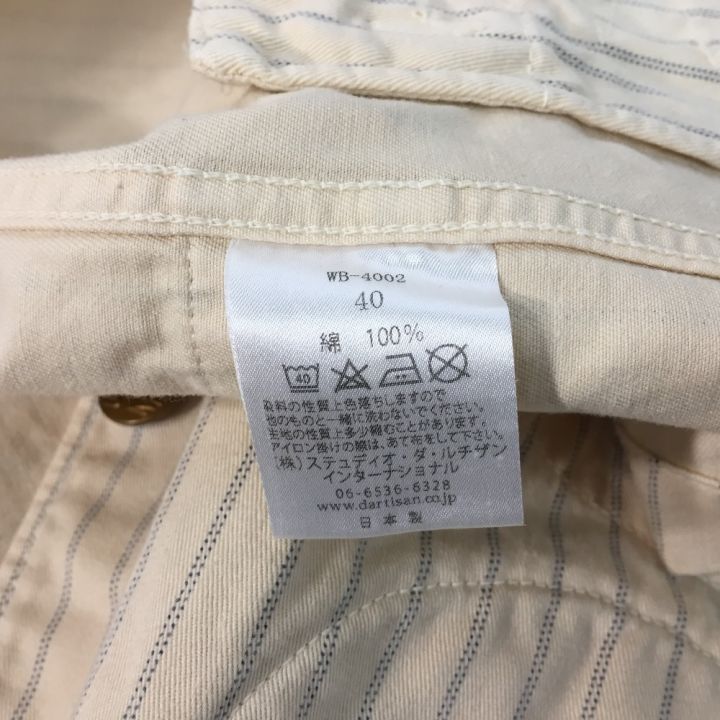 WB-4002
40
綿 100%
40
染料の性質上色落ちしますので
他のものと一緒に洗わないでください。
生地の性質上多少縮むことがあります。
アイロン掛けの際は、あて布をして下さい。
(株)ステュディオ・ダ・ルチザン
インターナショナル
06-6536-6328
www.dartisan.co.jp
日本製